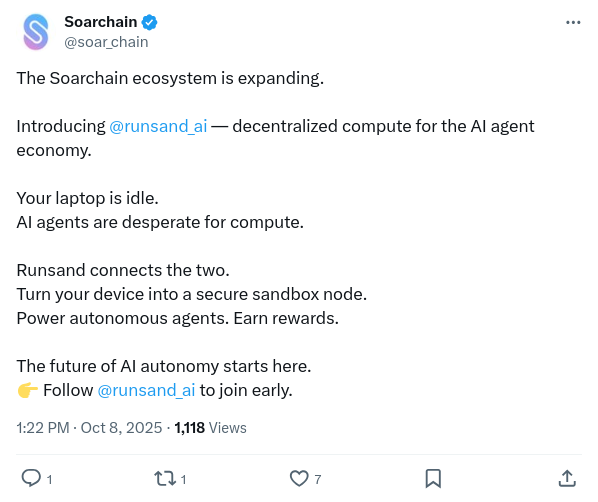 Soarchain
@soar_chain
The Soarchain ecosystem is expanding.
Introducing @runsand_ai — decentralized compute for the AI agent
economy.
Your laptop is idle.
AI agents are desperate for compute.
Runsand connects the two.
Turn your device into a secure sandbox node.
Power autonomous agents. Earn rewards.
The future of AI autonomy starts here.
👉 Follow @runsand_ai to join early.
1:22 PM · Oct 8, 2025 · 1,118 Views
1 1 7